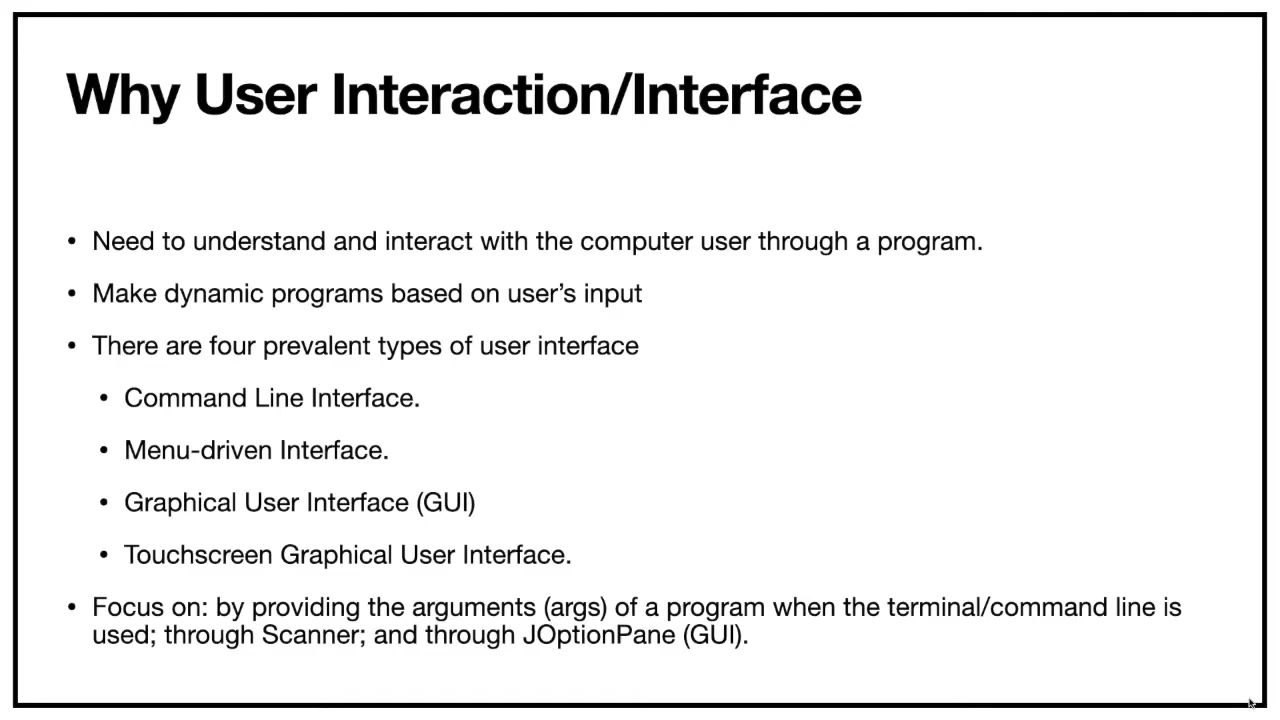 Why User Interaction/Interface
• Need to understand and interact with the computer user through a program.
• Make dynamic programs based on user’s input
• There are four prevalent types of user interface
• Command Line Interface.
• Menu-driven Interface.
• Graphical User Interface (GUI)
• Touchscreen Graphical User Interface.
• Focus on: by providing the arguments (args) of a program when the terminal/command line is
used; through Scanner; and through JOptionPane (GUI).